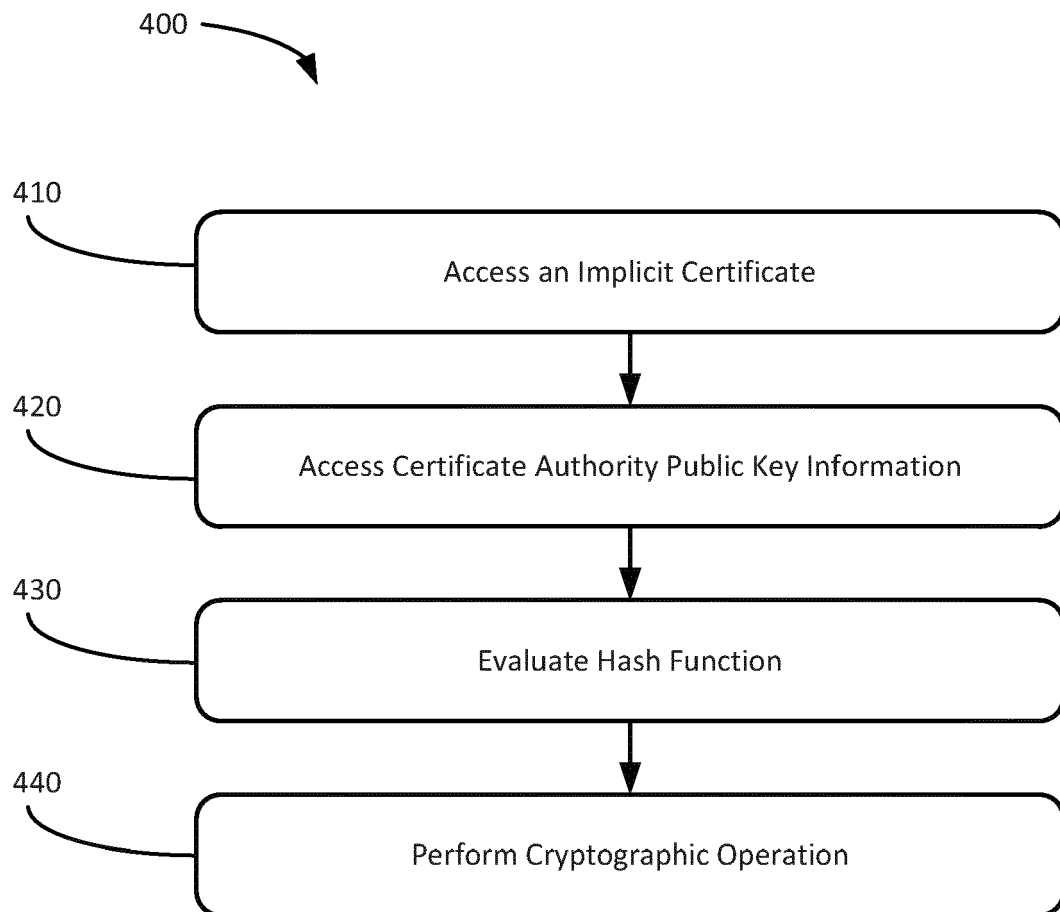 400
410
Access an Implicit Certificate
420
Access Certificate Authority Public Key Information
430
Evaluate Hash Function
440
Perform Cryptographic Operation